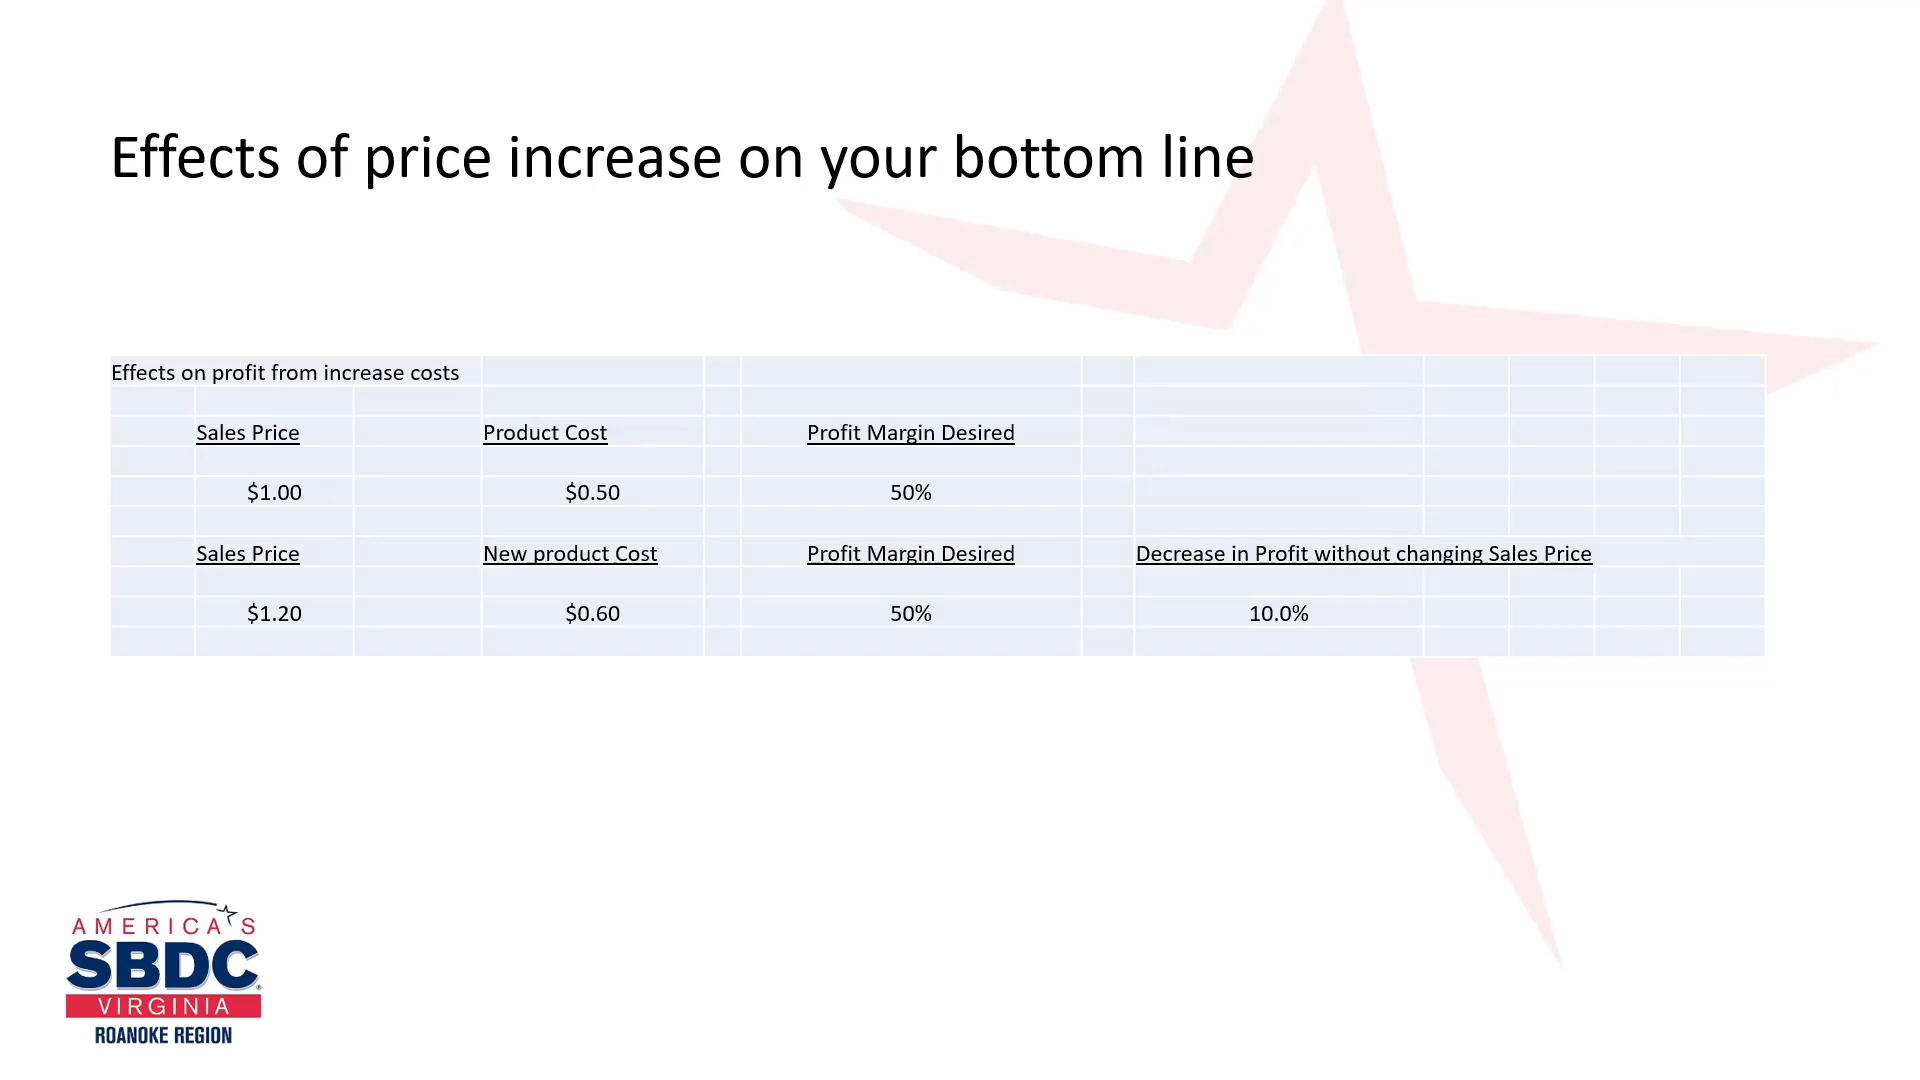 Effects of price increase on your bottom line
Effects on profit from increase costs
Sales Price Product Cost Profit Margin Desired
$1.00 $0.50 50%
Sales Price New product Cost Profit Margin Desired Decrease in Profit without changing Sales Price
$1.20 $0.60 50% 10.0%
AMERICA'S
SBDC®
VIRGINIA
ROANOKE REGION